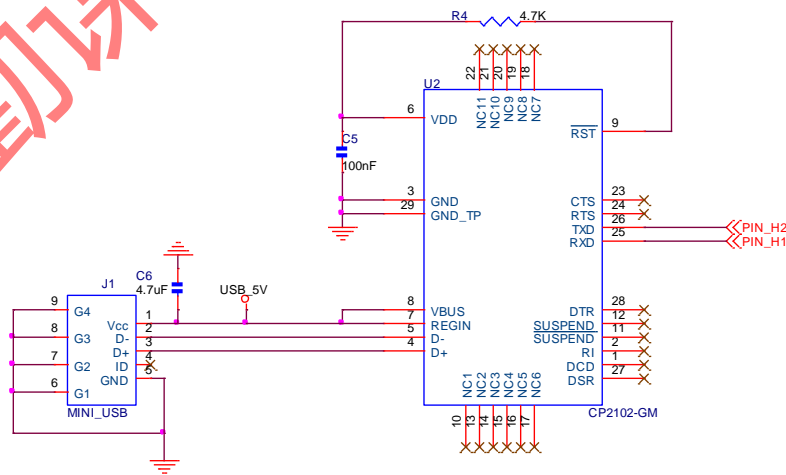 R4 4.7K
22 21 20 19 18
U2
NC11 NC10 NC9 NC8 NC7
6 VDD
RST 9
C5
100nF
3 GND
29 GND_TP
CTS 23
RTS 24
TXD 26 PIN_H2
RXD 25 PIN_H1
C6
4.7uF
USB_5V
J1
9 G4
8 G3
7 G2
6 G1
Vcc 1
D- 2
D+ 3
ID 4
GND 5
MINI_USB
8 VBUS
7 REGIN
5 D-
4 D+
DTR 28
SUSPEND 12
SUSPEND 11
RI 2
DCD 1
DSR 27
NC1 NC2 NC3 NC4 NC5 NC6
10 13 14 15 16 17
CP2102-GM